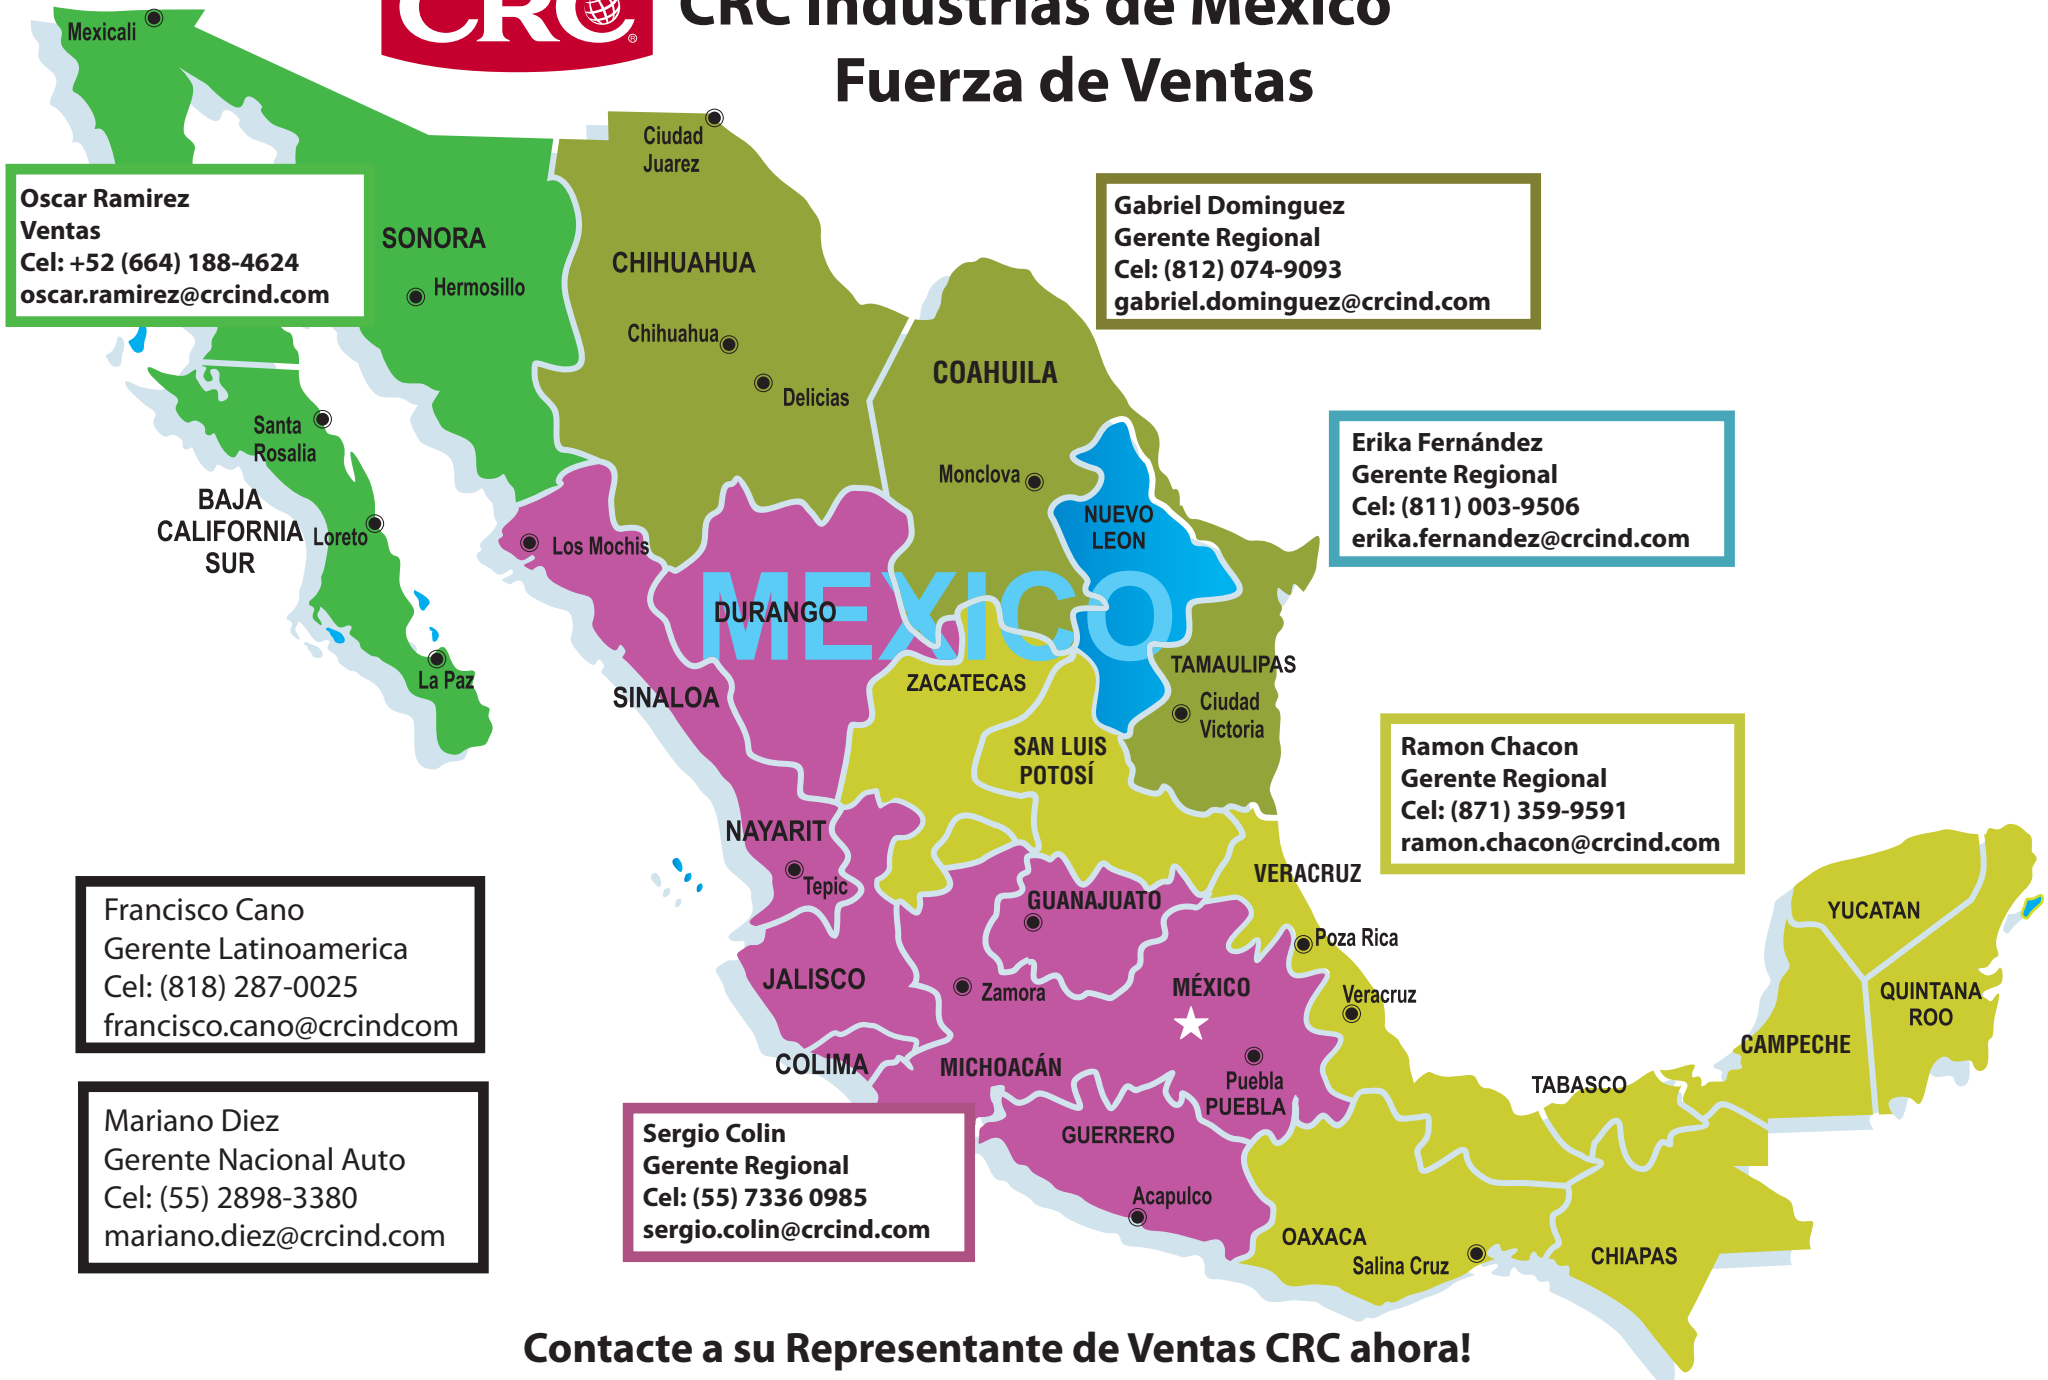 CRC ®
CRC Industrias de Mexico
Fuerza de Ventas
Mexicali
Ciudad
Juarez
Oscar Ramirez
Ventas
Cel: +52 (664) 188-4624
oscar.ramirez@crcind.com
SONORA
Hermosillo
CHIHUAHUA
Chihuahua
Delicias
Gabriel Dominguez
Gerente Regional
Cel: (812) 074-9093
gabriel.dominguez@crcind.com
COAHUILA
Monclova
Santa
Rosalia
BAJA
CALIFORNIA
SUR
Loreto
La Paz
Los Mochis
NUEVO
LEON
Erika Fernández
Gerente Regional
Cel: (811) 003-9506
erika.fernandez@crcind.com
MEXICO
DURANGO
SINALOA
ZACATECAS
TAMAULIPAS
Ciudad
Victoria
SAN LUIS
POTOSÍ
Ramon Chacon
Gerente Regional
Cel: (871) 359-9591
ramon.chacon@crcind.com
NAYARIT
Tepic
GUANAJUATO
VERACRUZ
Poza Rica
Veracruz
YUCATAN
QUINTANA
ROO
CAMPECHE
TABASCO
Francisco Cano
Gerente Latinoamerica
Cel: (818) 287-0025
francisco.cano@crcindcom
JALISCO
Zamora
MÉXICO
COLIMA
MICHOACÁN
Puebla
PUEBLA
GUERRERO
Acapulco
Mariano Diez
Gerente Nacional Auto
Cel: (55) 2898-3380
mariano.diez@crcind.com
Sergio Colin
Gerente Regional
Cel: (55) 7336 0985
sergio.colin@crcind.com
OAXACA
Salina Cruz
CHIAPAS
Contacte a su Representante de Ventas CRC ahora!